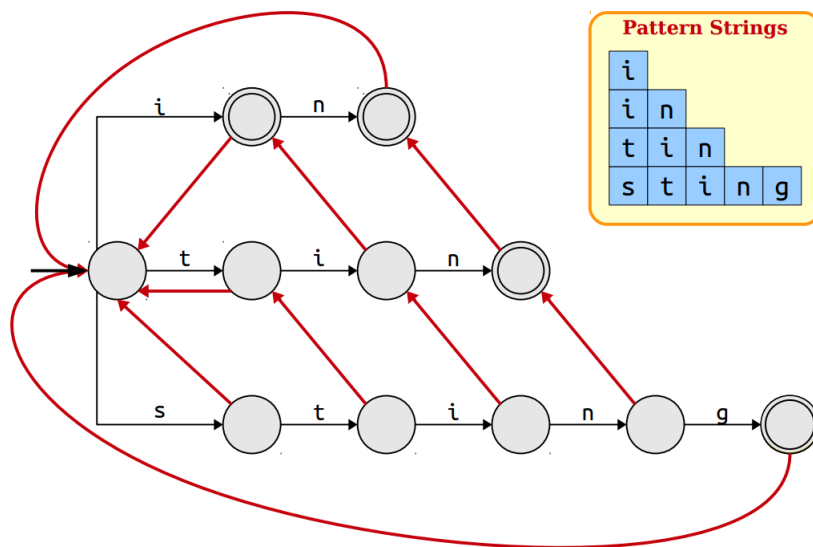 Pattern Strings
i
i n
t i n
s t i n g
i n
t i n
s t i n g